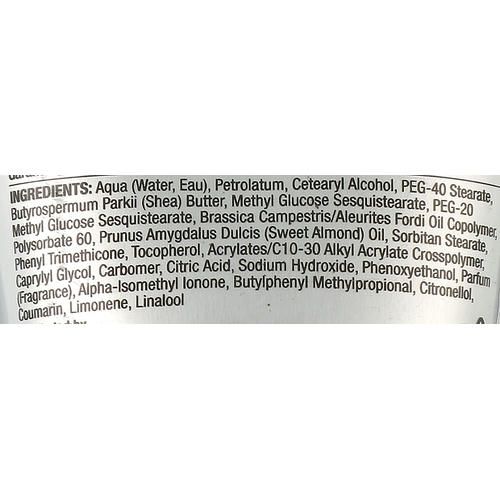 INGREDIENTS: Aqua (Water, Eau), Petrolatum, Cetearyl Alcohol, PEG-40 Stearate,
Butyrospermum Parkii (Shea) Butter, Methyl Glucose Sesquistearate, PEG-20
Methyl Glucose Sesquistearate, Brassica Campestris/Aleurites Fordi Oil Copolymer,
Polysorbate 60, Prunus Amygdalus Dulcis (Sweet Almond) Oil, Sorbitan Stearate,
Phenyl Trimethicone, Tocopherol, Acrylates/C10-30 Alkyl Acrylate Crosspolymer,
Caprylyl Glycol, Carbomer, Citric Acid, Sodium Hydroxide, Phenoxyethanol, Parfum
(Fragrance), Alpha-Isomethyl Ionone, Butylphenyl Methylpropional, Citronellol,
Coumarin, Limonene, Linalool